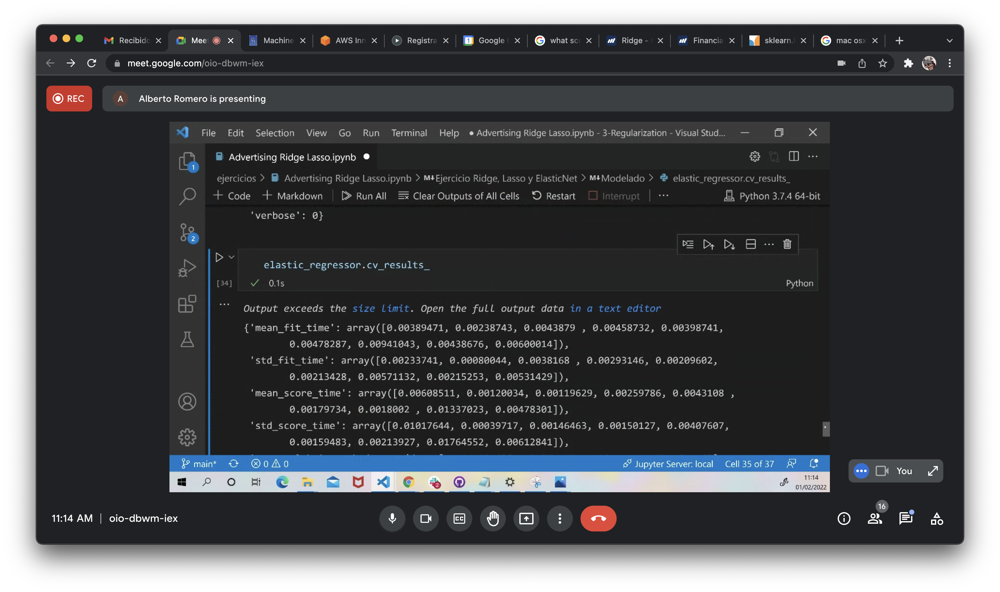 Recibido Meet Machine AWS Inn Registra Google what sco Ridge - Financia sklearn. mac osx
meet.google.com/oio-dbwm-iex
REC A Alberto Romero is presenting
File Edit Selection View Go Run Terminal Help ● Advertising Ridge Lasso.ipynb - 3-Regularization - Visual Stud...
1 Advertising Ridge Lasso.ipynb
ejercicios > Advertising Ridge Lasso.ipynb > M↓Ejercicio Ridge, Lasso y ElasticNet > M↓Modelado > elastic_regressor.cv_results_
+ Code + Markdown Run All Clear Outputs of All Cells Restart Interrupt ... Python 3.7.4 64-bit
'verbose': 0}
2
elastic_regressor.cv_results_
[34] ✓ 0.1s Python
Output exceeds the size limit. Open the full output data in a text editor
{'mean_fit_time': array([0.00389471, 0.00238743, 0.0043879 , 0.00458732, 0.00398741,
0.00478287, 0.00941043, 0.00438676, 0.00600014]),
'std_fit_time': array([0.00233741, 0.00080044, 0.0038168 , 0.00293146, 0.00209602,
0.00213428, 0.00571132, 0.00215253, 0.00531429]),
'mean_score_time': array([0.00608511, 0.00120034, 0.00119629, 0.00259786, 0.0043108 ,
0.00179734, 0.0018002 , 0.01337023, 0.00478301]),
'std_score_time': array([0.01017644, 0.00039717, 0.00146463, 0.00150127, 0.00407607,
0.00159483, 0.00213927, 0.01764552, 0.00612841]),
main* 0 0 Jupyter Server: local Cell 35 of 37
You
2 11:14
01/02/2022
16
11:14 AM | oio-dbwm-iex CC